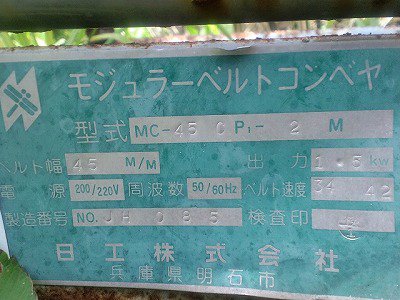 モジュラーベルトコンベヤ
型式 MC-45 C P1- 2 M
ベルト幅 45 M/M 出力 1.5 kw
電源 200/220V 周波数 50/60Hz ベルト速度 34 42
製造番号 NO. JH 085 検査印
日工株式会社
兵庫県明石市